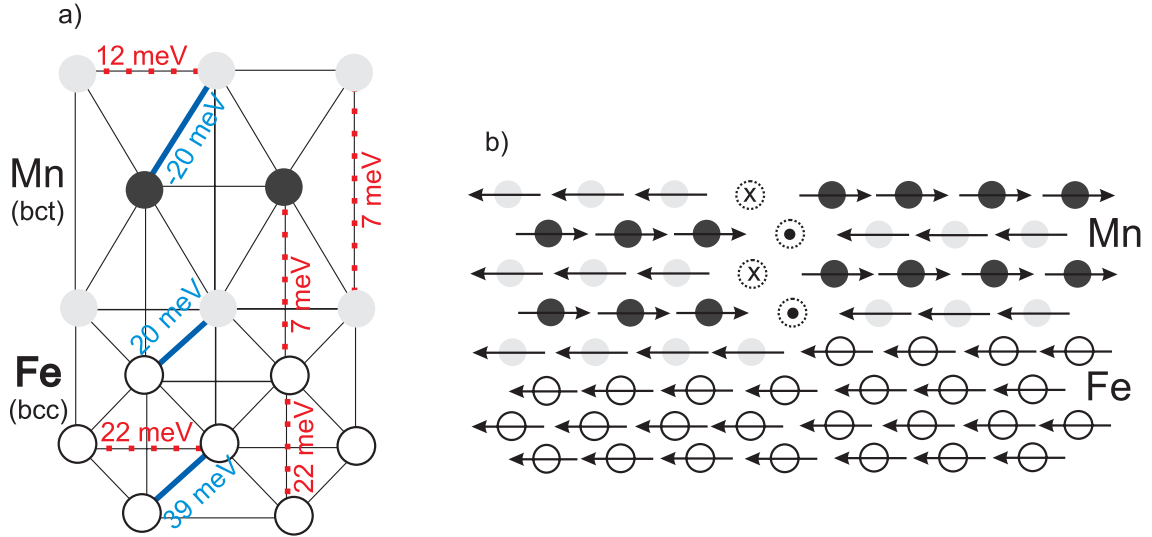 a)
12 meV
-20 meV
Mn
(bct)
7 meV
20 meV
7 meV
Fe
(bcc)
22 meV
22 meV
39 meV
b)
x
Mn
x
Fe